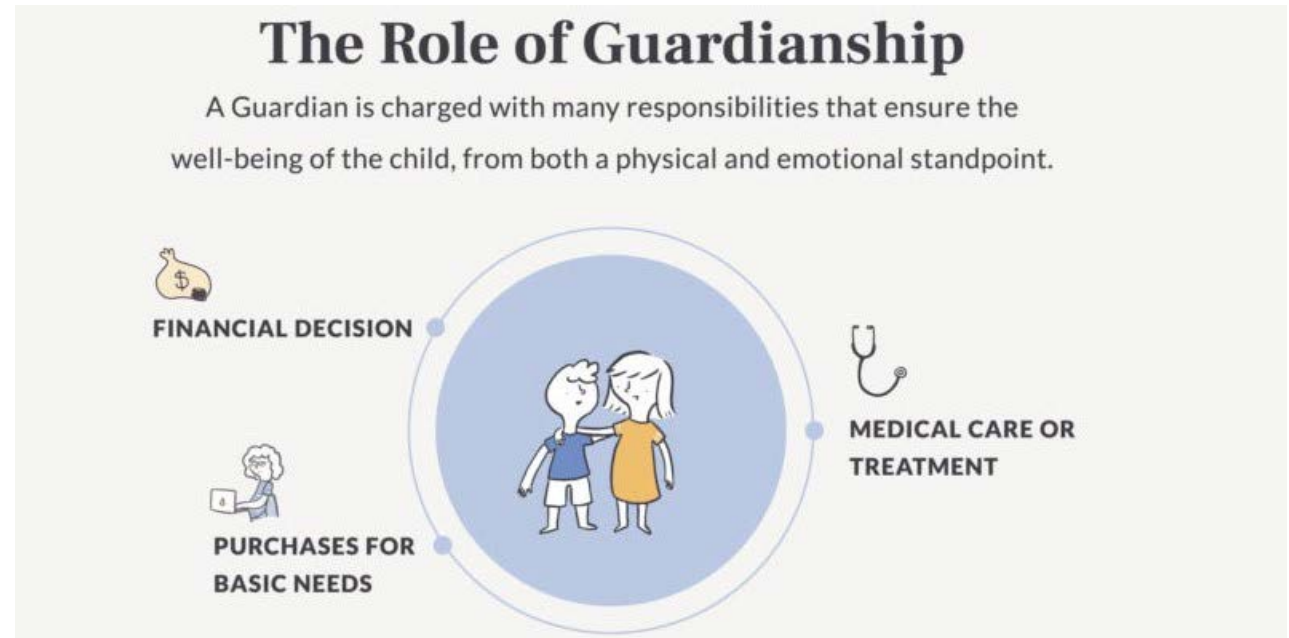 The Role of Guardianship
A Guardian is charged with many responsibilities that ensure the
well-being of the child, from both a physical and emotional standpoint.
$
FINANCIAL DECISION
MEDICAL CARE OR
TREATMENT
PURCHASES FOR
BASIC NEEDS